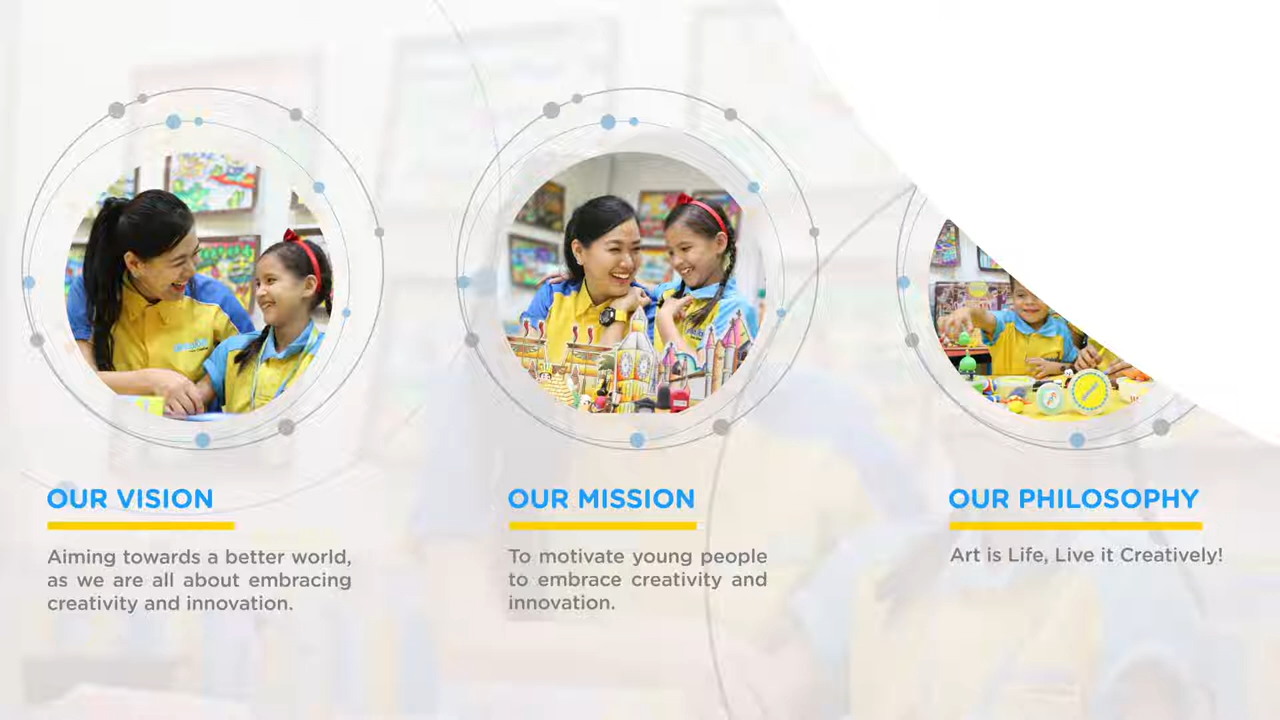 OUR VISION
Aiming towards a better world,
as we are all about embracing
creativity and innovation.
OUR MISSION
To motivate young people
to embrace creativity and
innovation.
OUR PHILOSOPHY
Art is Life, Live it Creatively!